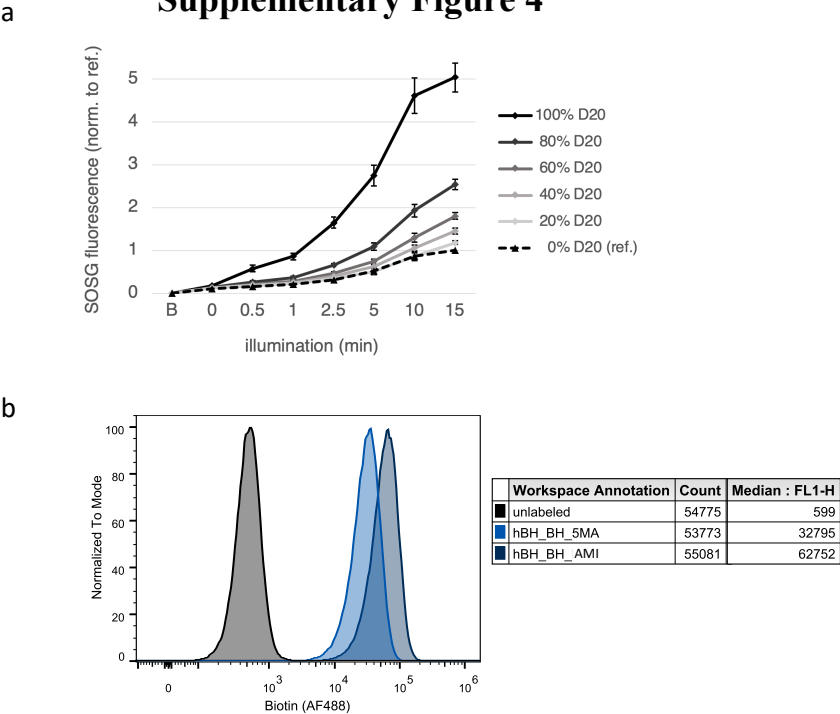 Supplementary Figure 4
a
SOSG fluorescence (norm. to ref.)
5
4
3
2
1
0
B 0 0.5 1 2.5 5 10 15
illumination (min)
100% D20
80% D20
60% D20
40% D20
20% D20
0% D20 (ref.)
b
Normalized To Mode
100
80
60
40
20
0
0 10^3 10^4 10^5 10^6
Biotin (AF488)
Workspace Annotation Count Median : FL1-H
unlabeled 54775 599
hBH_BH_5MA 53773 32795
hBH_BH_AMI 55081 62752